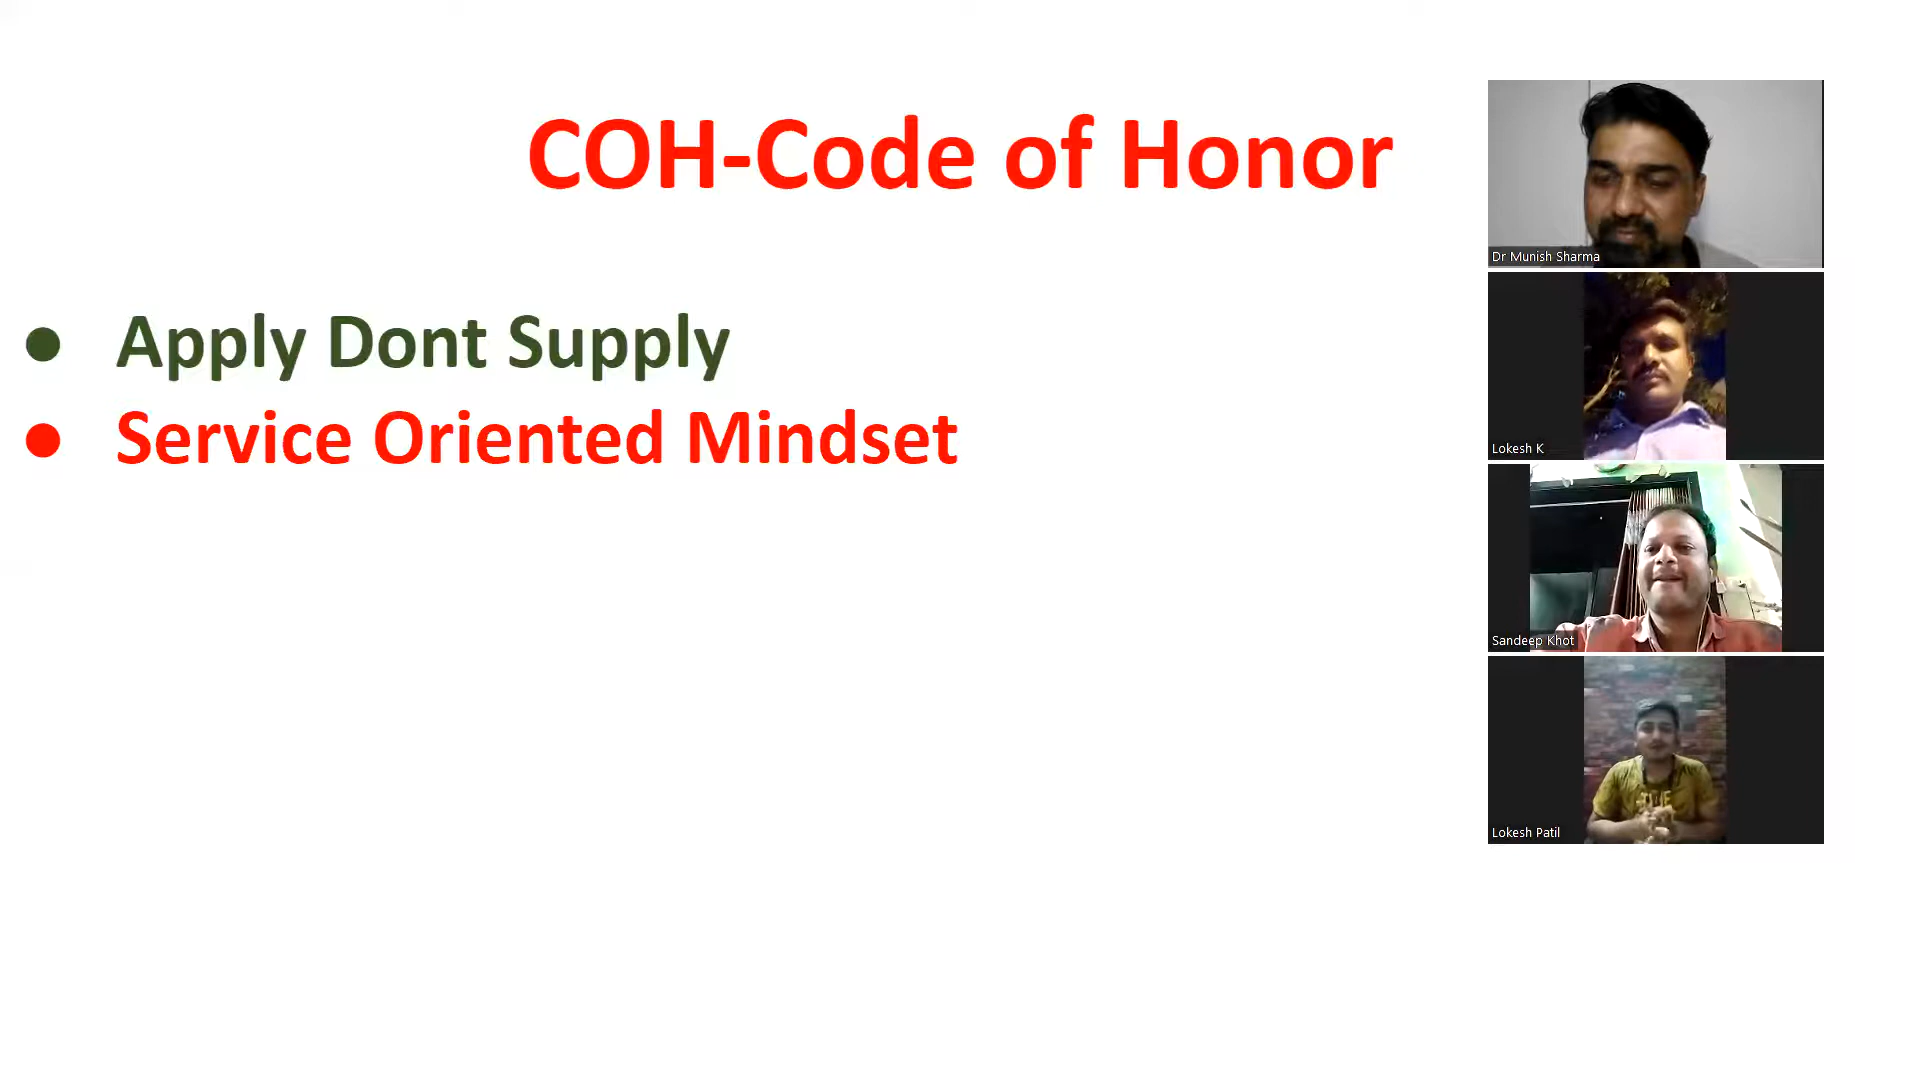 COH-Code of Honor
● Apply Dont Supply
● Service Oriented Mindset
Dr Munish Sharma
Lokesh K
Sandeep Khot
Lokesh Patil